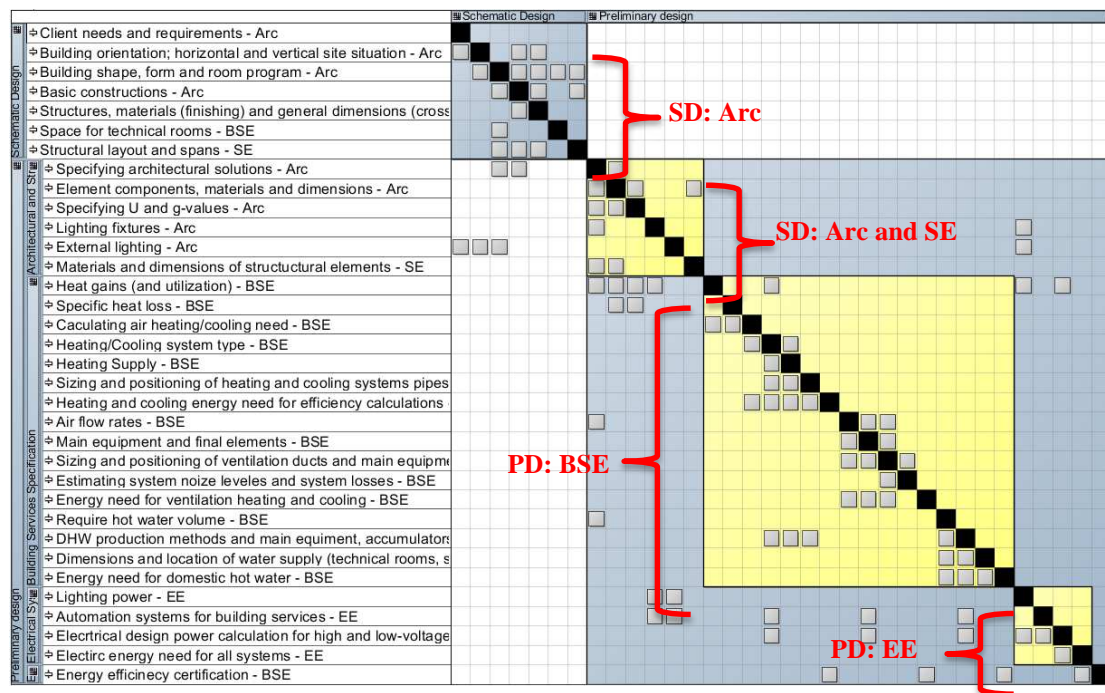 Schematic Design
Preliminary design
Schematic Design
Client needs and requirements - Arc
Building orientation; horizontal and vertical site situation - Arc
Building shape, form and room program - Arc
Basic constructions - Arc
Structures, materials (finishing) and general dimensions (cross
Space for technical rooms - BSE
Structural layout and spans - SE
SD: Arc
Preliminary design
Architectural and Str
Specifying architectural solutions - Arc
Element components, materials and dimensions - Arc
Specifying U and g-values - Arc
Lighting fixtures - Arc
External lighting - Arc
Materials and dimensions of structuctural elements - SE
SD: Arc and SE
Building Services Specification
Heat gains (and utilization) - BSE
Specific heat loss - BSE
Caculating air heating/cooling need - BSE
Heating/Cooling system type - BSE
Heating Supply - BSE
Sizing and positioning of heating and cooling systems pipes
Heating and cooling energy need for efficiency calculations
Air flow rates - BSE
Main equipment and final elements - BSE
Sizing and positioning of ventilation ducts and main equipme
Estimating system noize leveles and system losses - BSE
Energy need for ventilation heating and cooling - BSE
Require hot water volume - BSE
DHW production methods and main equiment, accumulators
Dimensions and location of water supply (technical rooms, s
Energy need for domestic hot water - BSE
PD: BSE
Electrical Sy
Lighting power - EE
Automation systems for building services - EE
Elecrtrical design power calculation for high and low-voltage
Electirc energy need for all systems - EE
PD: EE
E
Energy efficinecy certification - BSE